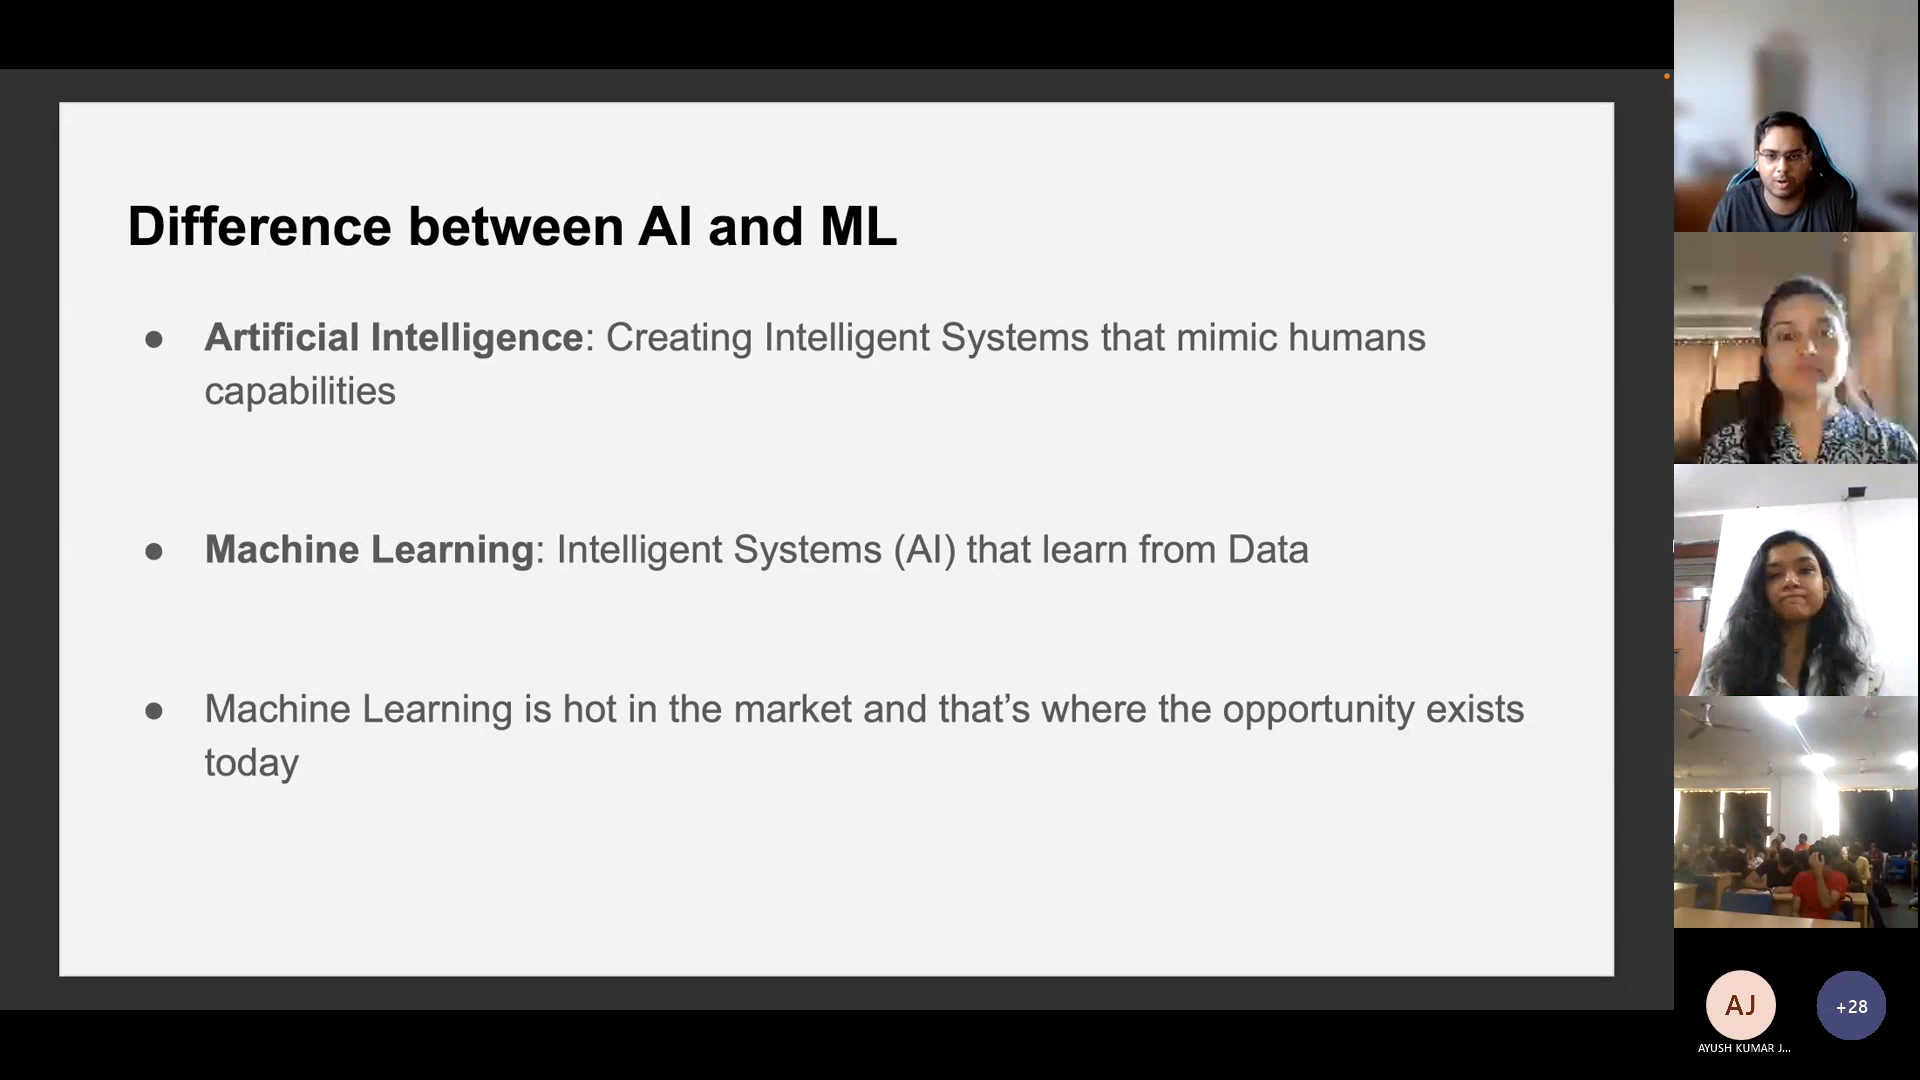 Difference between AI and ML
● Artificial Intelligence: Creating Intelligent Systems that mimic humans
capabilities
● Machine Learning: Intelligent Systems (AI) that learn from Data
● Machine Learning is hot in the market and that’s where the opportunity exists
today
AJ
+28
AYUSH KUMAR J...